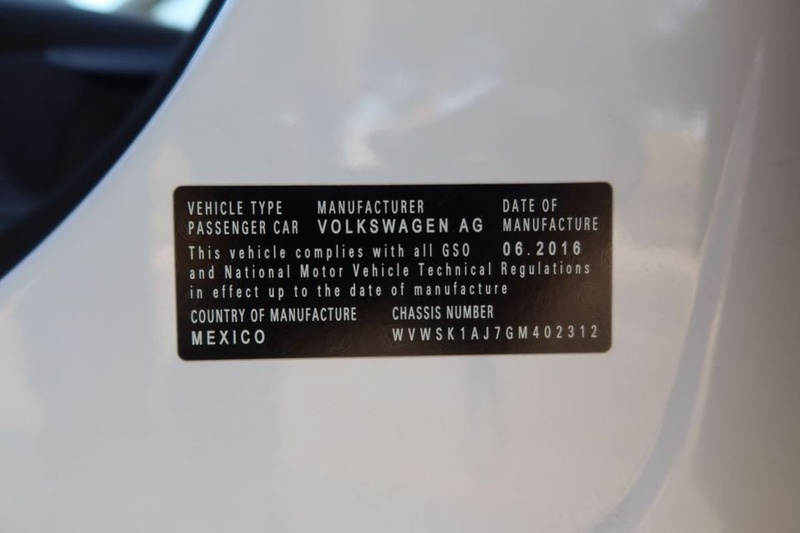 VEHICLE TYPE MANUFACTURER DATE OF
PASSENGER CAR VOLKSWAGEN AG MANUFACTURE
This vehicle complies with all GSO 06.2016
and National Motor Vehicle Technical Regulations
in effect up to the date of manufacture
COUNTRY OF MANUFACTURE CHASSIS NUMBER
MEXICO WVWSK1AJ7GM402312